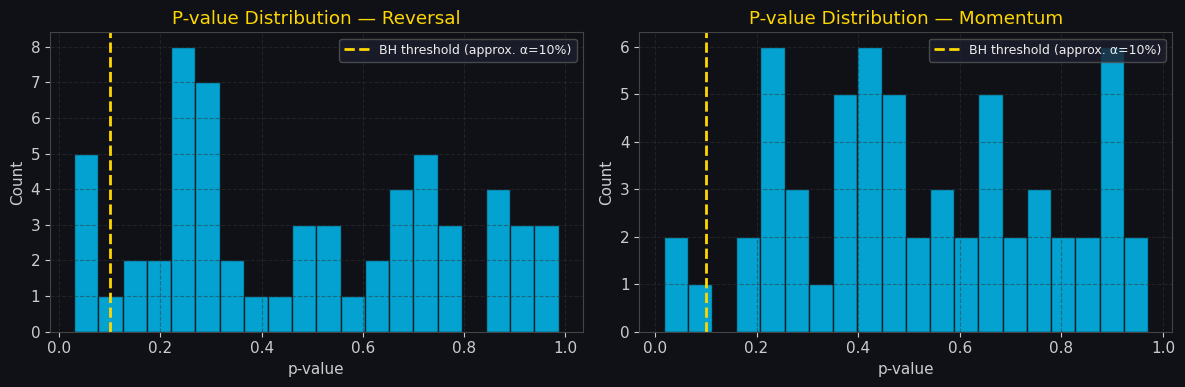 P-value Distribution — Reversal
BH threshold (approx. α=10%)
Count
8
7
6
5
4
3
2
1
0
0.0 0.2 0.4 0.6 0.8 1.0
p-value
P-value Distribution — Momentum
BH threshold (approx. α=10%)
Count
6
5
4
3
2
1
0
0.0 0.2 0.4 0.6 0.8 1.0
p-value